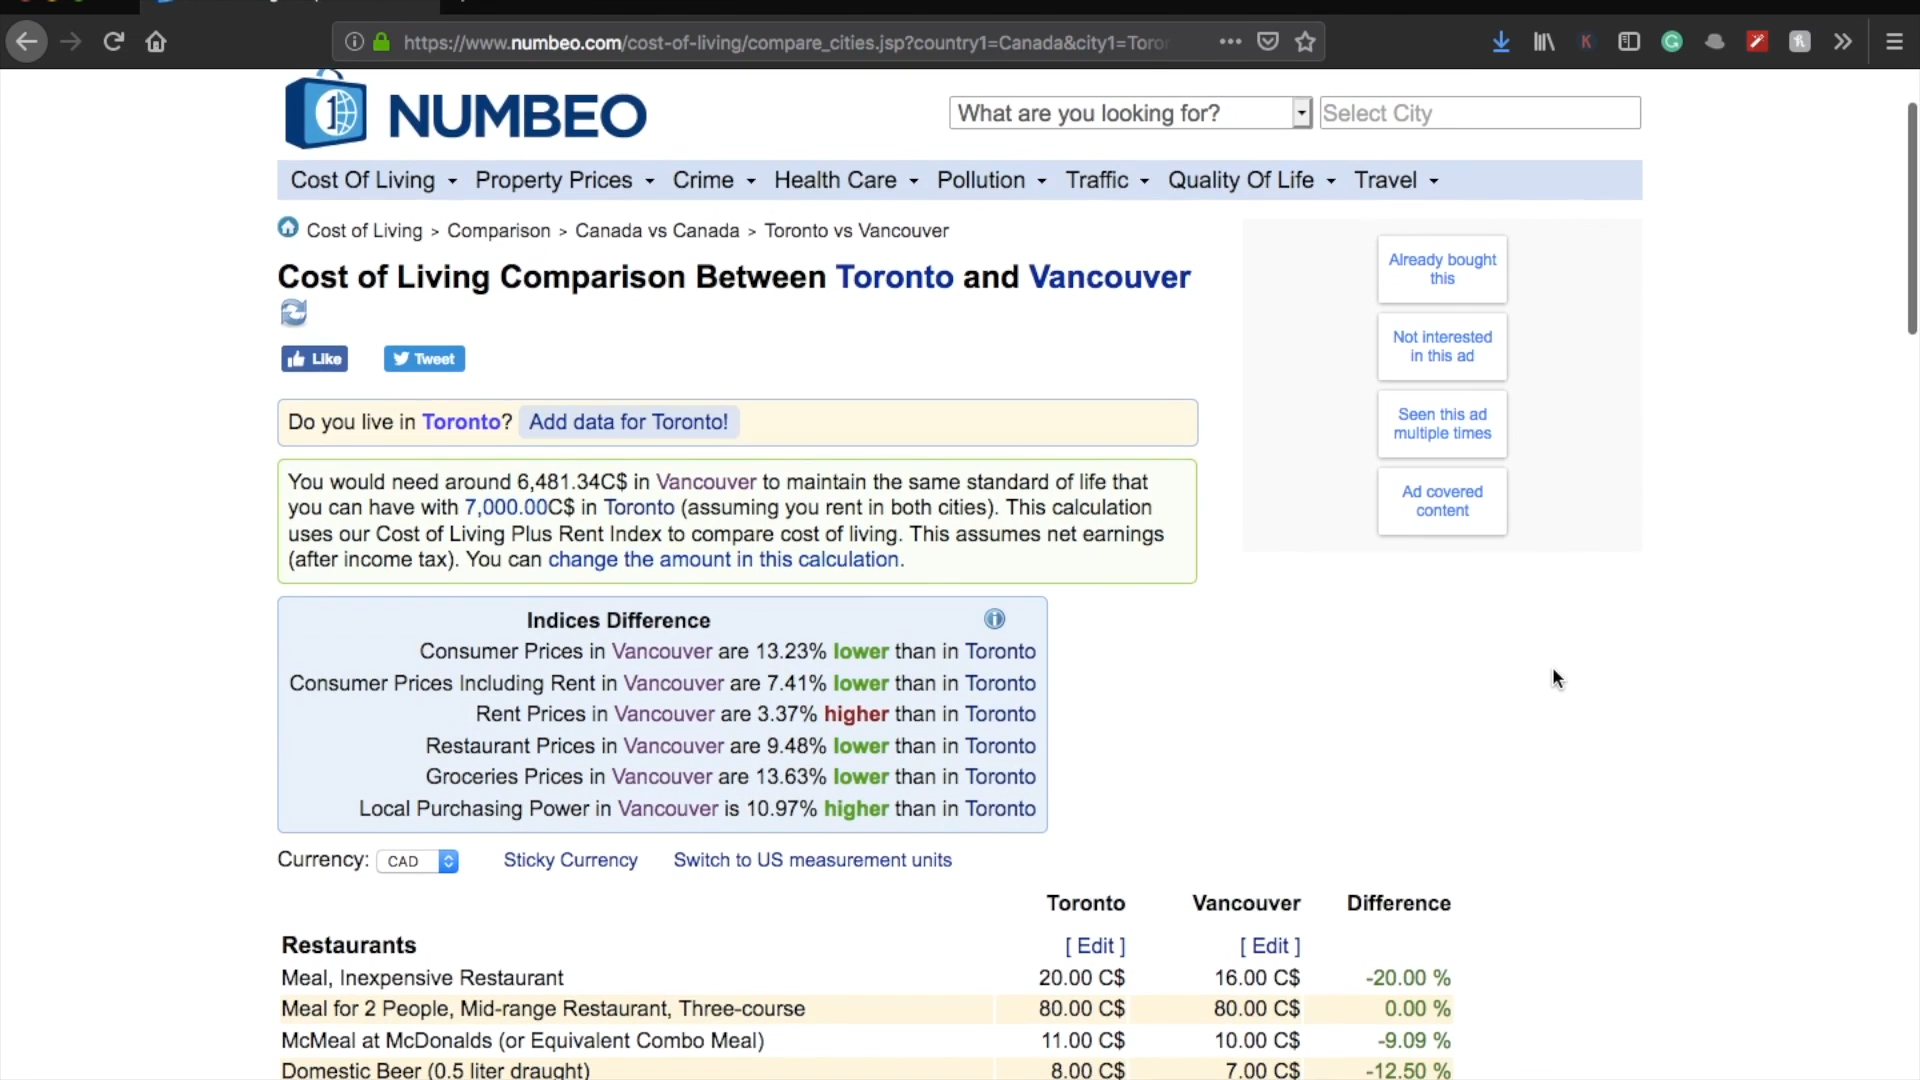 https://www.numbeo.com/cost-of-living/compare_cities.jsp?country1=Canada&city1=Toror
NUMBEO
What are you looking for?
Select City
Cost Of Living Property Prices Crime Health Care Pollution Traffic Quality Of Life Travel
Cost of Living > Comparison > Canada vs Canada > Toronto vs Vancouver
Cost of Living Comparison Between Toronto and Vancouver
Like Tweet
Already bought
this
Not interested
in this ad
Seen this ad
multiple times
Ad covered
content
Do you live in Toronto? Add data for Toronto!
You would need around 6,481.34C$ in Vancouver to maintain the same standard of life that
you can have with 7,000.00C$ in Toronto (assuming you rent in both cities). This calculation
uses our Cost of Living Plus Rent Index to compare cost of living. This assumes net earnings
(after income tax). You can change the amount in this calculation.
Indices Difference
Consumer Prices in Vancouver are 13.23% lower than in Toronto
Consumer Prices Including Rent in Vancouver are 7.41% lower than in Toronto
Rent Prices in Vancouver are 3.37% higher than in Toronto
Restaurant Prices in Vancouver are 9.48% lower than in Toronto
Groceries Prices in Vancouver are 13.63% lower than in Toronto
Local Purchasing Power in Vancouver is 10.97% higher than in Toronto
Currency: CAD Sticky Currency Switch to US measurement units
Toronto Vancouver Difference
Restaurants [ Edit ] [ Edit ]
Meal, Inexpensive Restaurant 20.00 C$ 16.00 C$ -20.00 %
Meal for 2 People, Mid-range Restaurant, Three-course 80.00 C$ 80.00 C$ 0.00 %
McMeal at McDonalds (or Equivalent Combo Meal) 11.00 C$ 10.00 C$ -9.09 %
Domestic Beer (0.5 liter draught) 8.00 C$ 7.00 C$ -12.50 %